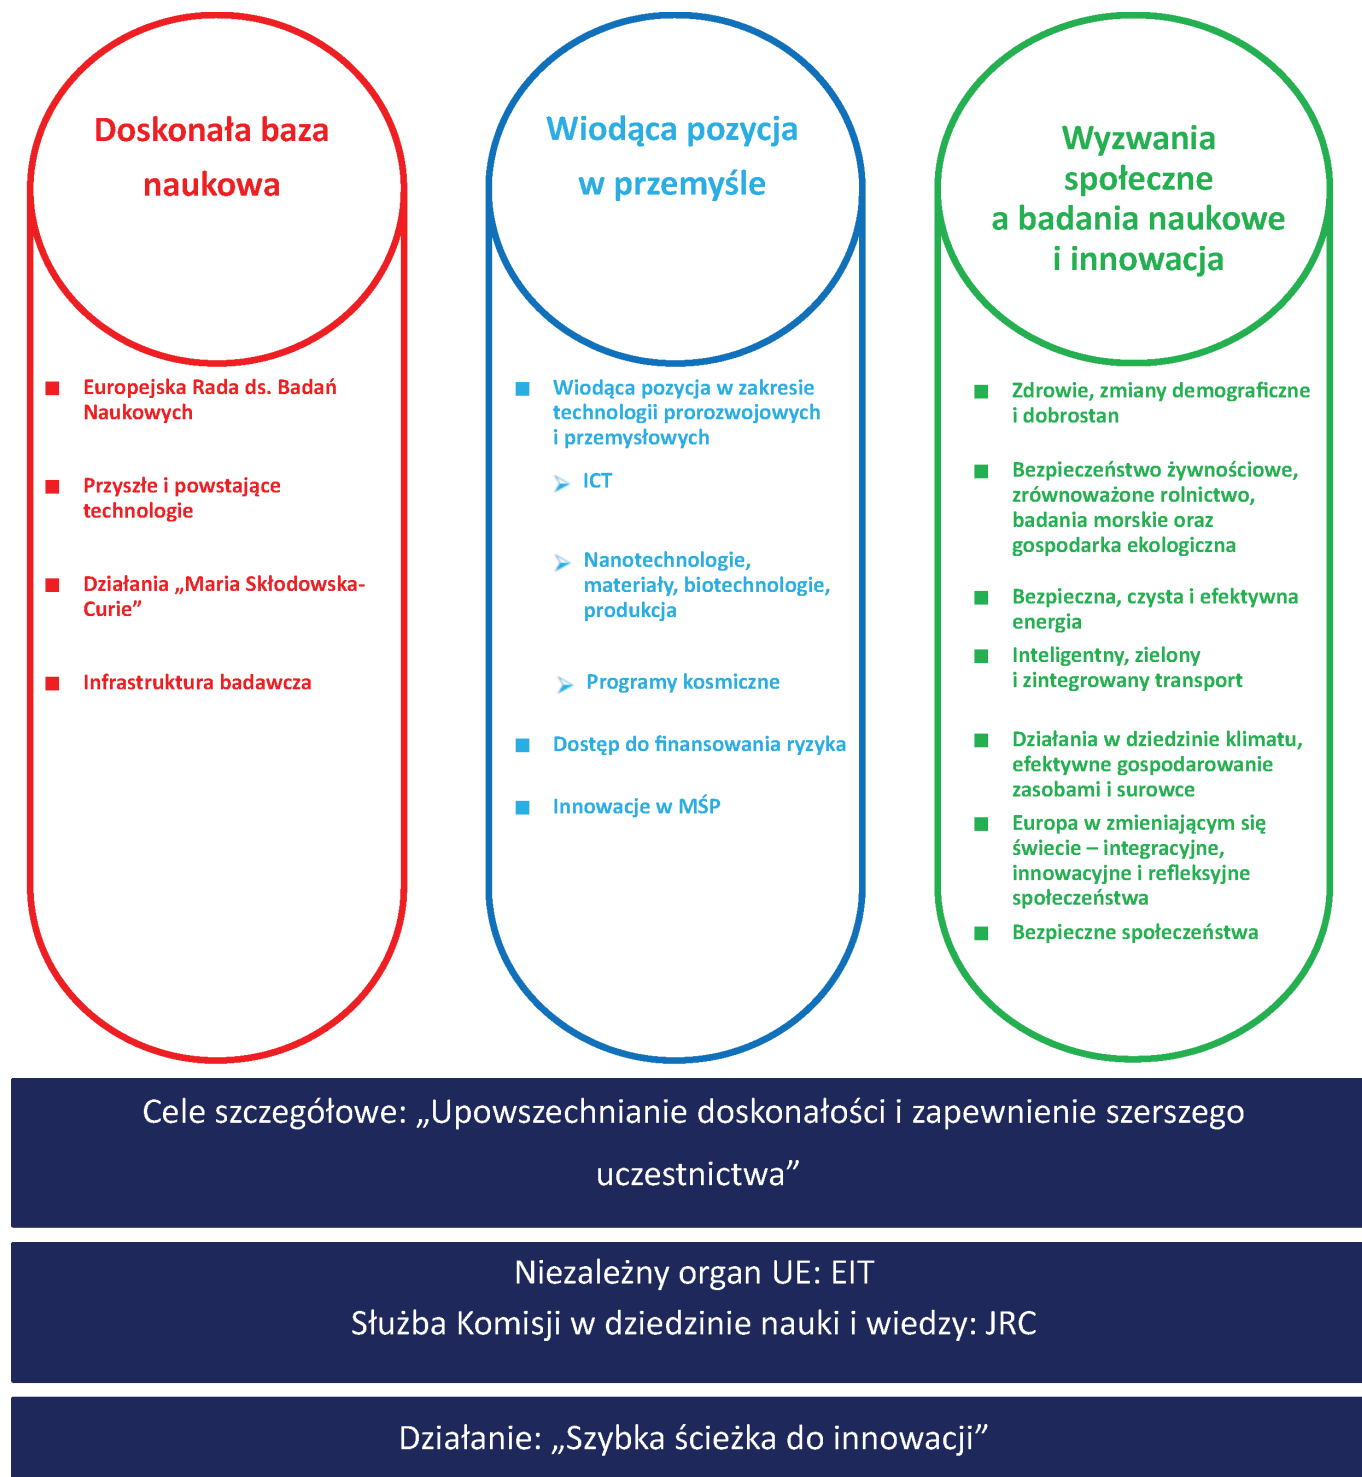 Doskonała baza
naukowa
Europejska Rada ds. Badań
Naukowych
Przyszłe i powstające
technologie
Działania „Maria Skłodowska-
Curie”
Infrastruktura badawcza
Wiodąca pozycja
w przemyśle
Wiodąca pozycja w zakresie
technologii prorozwojowych
i przemysłowych
ICT
Nanotechnologie,
materiały, biotechnologie,
produkcja
Programy kosmiczne
Dostęp do finansowania ryzyka
Innowacje w MŚP
Wyzwania
społeczne
a badania naukowe
i innowacja
Zdrowie, zmiany demograficzne
i dobrostan
Bezpieczeństwo żywnościowe,
zrównoważone rolnictwo,
badania morskie oraz
gospodarka ekologiczna
Bezpieczna, czysta i efektywna
energia
Inteligentny, zielony
i zintegrowany transport
Działania w dziedzinie klimatu,
efektywne gospodarowanie
zasobami i surowce
Europa w zmieniającym się
świecie – integracyjne,
innowacyjne i refleksyjne
społeczeństwa
Bezpieczne społeczeństwa
Cele szczegółowe: „Upowszechnianie doskonałości i zapewnienie szerszego
uczestnictwa”
Niezależny organ UE: EIT
Służba Komisji w dziedzinie nauki i wiedzy: JRC
Działanie: „Szybka ścieżka do innowacji”